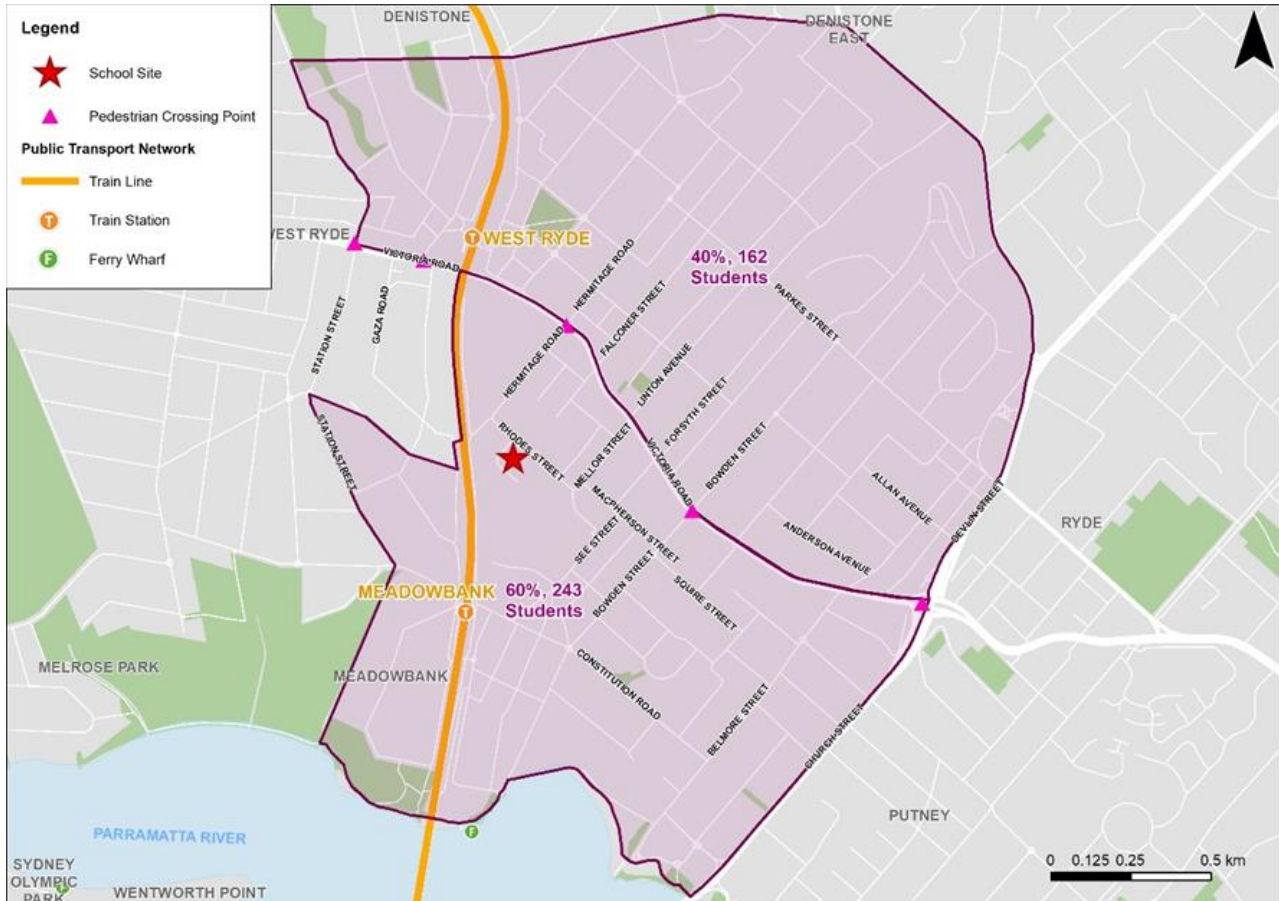 Legend
School Site
Pedestrian Crossing Point
Public Transport Network
Train Line
T
Train Station
F
Ferry Wharf
DENISTONE
DENISTONE
EAST
WEST RYDE
T
WEST RYDE
VICTORIA ROAD
40%, 162
Students
HERMITAGE ROAD
FALCONER STREET
PARKES STREET
STATION STREET
GAZA ROAD
HERMITAGE ROAD
LINTON AVENUE
FORSYTH STREET
STATION STREET
RHODES STREET
MELLOR STREET
VICTORIA ROAD
BOWDEN STREET
ALLAN AVENUE
DEVLIN STREET
RYDE
MACPHERSON STREET
SEE STREET
ANDERSON AVENUE
MEADOWBANK
T
60%, 243
Students
BOWDEN STREET
SQUIRE STREET
MELROSE PARK
MEADOWBANK
CONSTITUTION ROAD
BELMORE STREET
CHURCH STREET
PUTNEY
PARRAMATTA RIVER
F
SYDNEY
OLYMPIC
PARK
WENTWORTH POINT
0 0.125 0.25 0.5 km